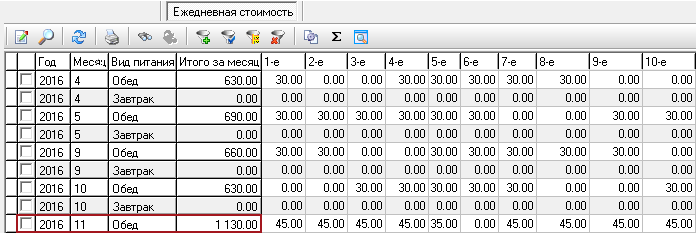 Ежедневная стоимость
Σ
Год Месяц Вид питания Итого за месяц 1-е 2-е 3-е 4-е 5-е 6-е 7-е 8-е 9-е 10-е
2016 4 Обед 630.00 30.00 0.00 0.00 30.00 30.00 30.00 30.00 30.00 0.00 0.00
2016 4 Завтрак 0.00 0.00 0.00 0.00 0.00 0.00 0.00 0.00 0.00 0.00 0.00
2016 5 Обед 690.00 30.00 30.00 30.00 30.00 30.00 30.00 0.00 0.00 30.00 30.00
2016 5 Завтрак 0.00 0.00 0.00 0.00 0.00 0.00 0.00 0.00 0.00 0.00 0.00
2016 9 Обед 660.00 30.00 30.00 0.00 0.00 30.00 30.00 30.00 30.00 30.00 0.00
2016 9 Завтрак 0.00 0.00 0.00 0.00 0.00 0.00 0.00 0.00 0.00 0.00 0.00
2016 10 Обед 630.00 0.00 0.00 30.00 30.00 30.00 30.00 30.00 0.00 0.00 30.00
2016 10 Завтрак 0.00 0.00 0.00 0.00 0.00 0.00 0.00 0.00 0.00 0.00 0.00
2016 11 Обед 1 130.00 45.00 45.00 45.00 45.00 35.00 0.00 45.00 45.00 45.00 45.00